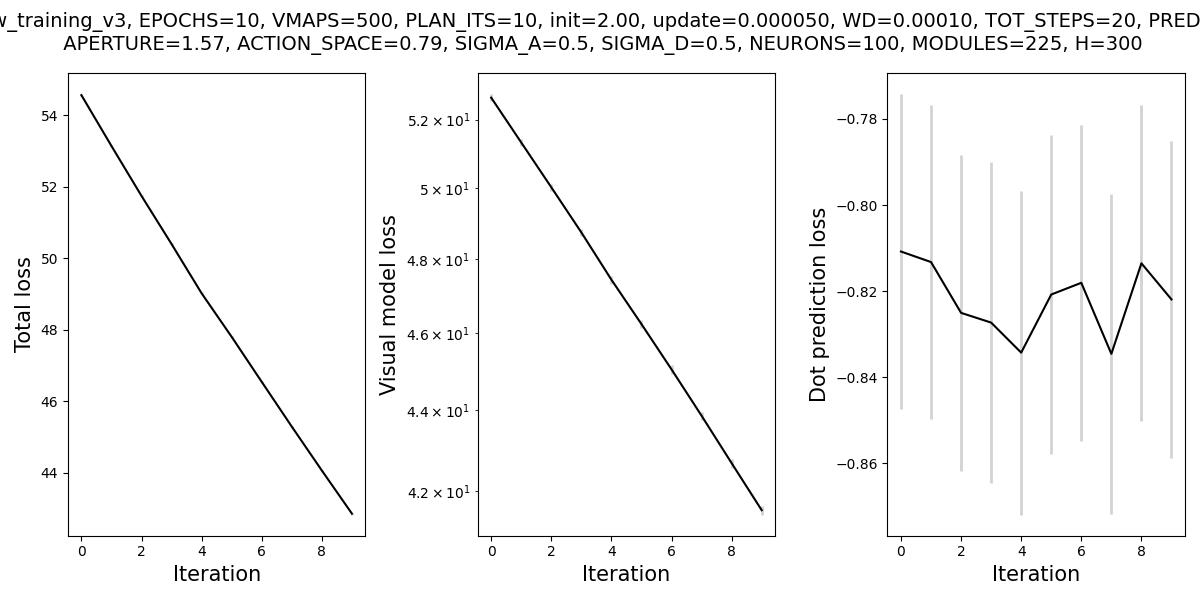 w_training_v3, EPOCHS=10, VMAPS=500, PLAN_ITS=10, init=2.00, update=0.000050, WD=0.00010, TOT_STEPS=20, PRED
APERTURE=1.57, ACTION_SPACE=0.79, SIGMA_A=0.5, SIGMA_D=0.5, NEURONS=100, MODULES=225, H=300
Total loss
54
52
50
48
46
44
0 2 4 6 8
Iteration
Visual model loss
5.2 × 10¹
5 × 10¹
4.8 × 10¹
4.6 × 10¹
4.4 × 10¹
4.2 × 10¹
0 2 4 6 8
Iteration
Dot prediction loss
−0.78
−0.80
−0.82
−0.84
−0.86
0 2 4 6 8
Iteration